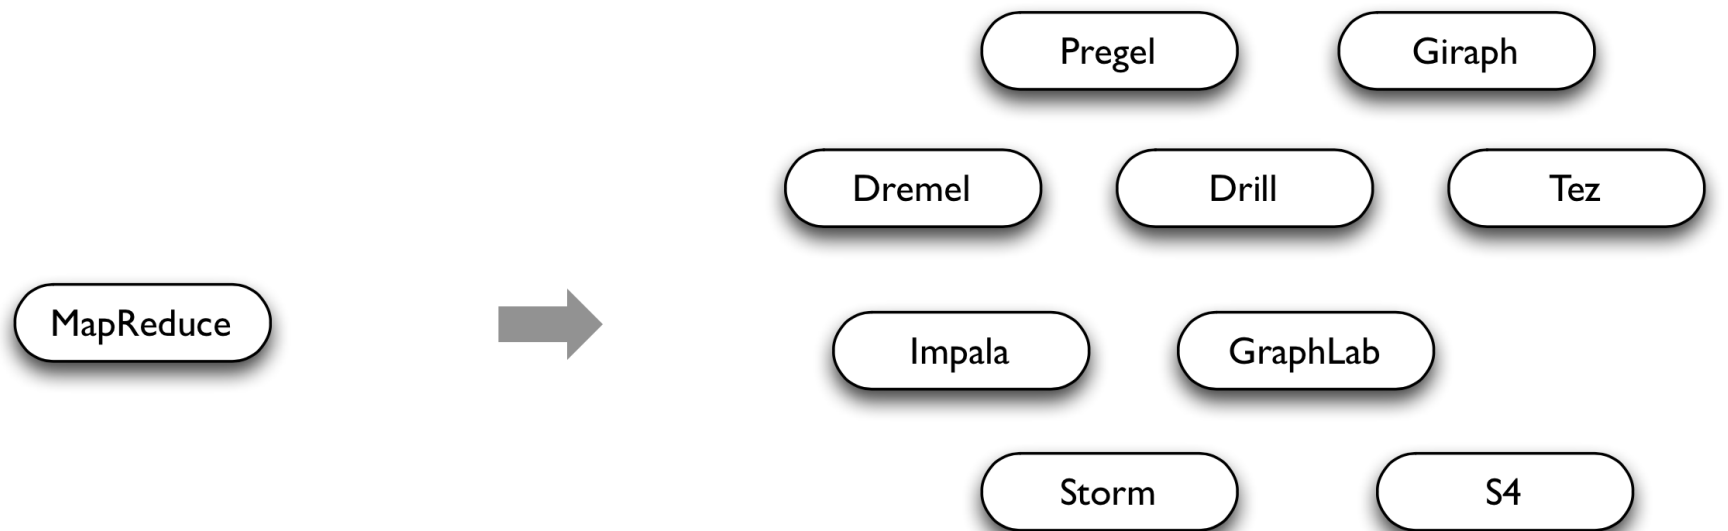 Pregel
Giraph
Dremel
Drill
Tez
MapReduce
Impala
GraphLab
Storm
S4